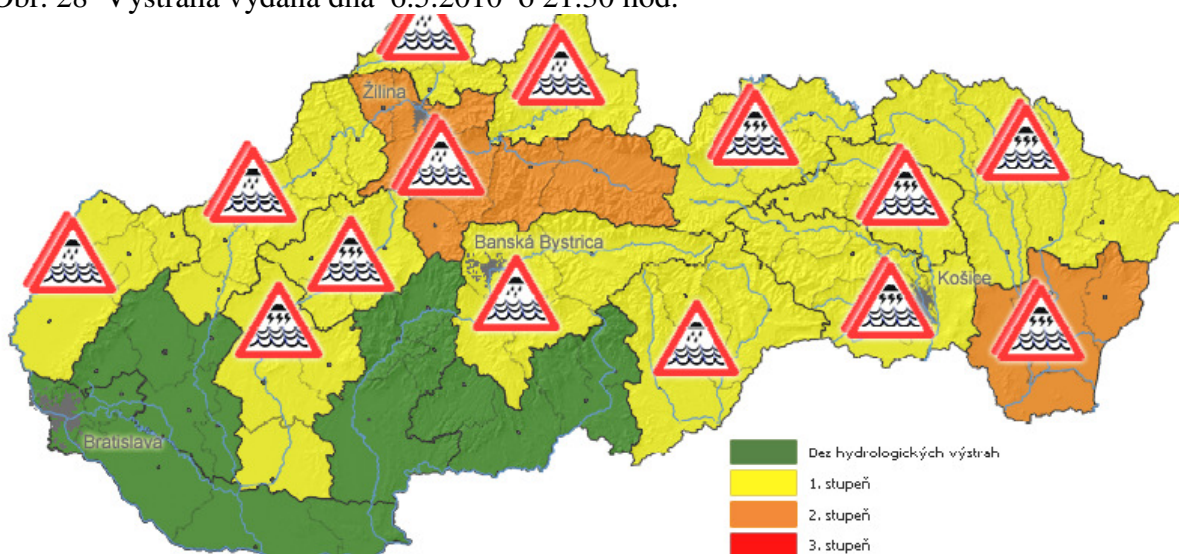 Obr. 28 Výstraha vydaná dňa 6.5.2010 o 21.30 hod.
Žilina
Banská Bystrica
Košice
Bratislava
Bez hydrologických výstrah
1. stupeň
2. stupeň
3. stupeň